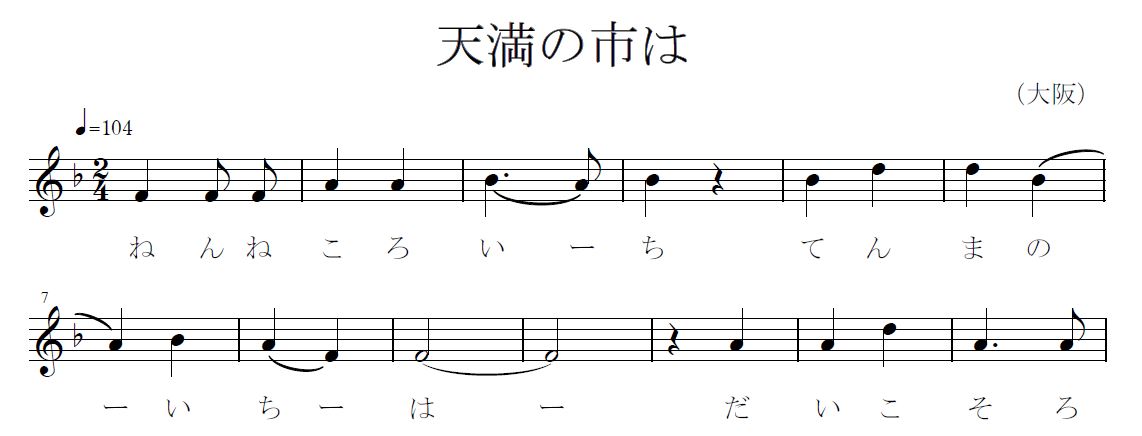 天満の市は
（大阪）
♩=104
2
4
ね ん ね こ ろ い ー ち て ん ま の
7
ー い ち ー は ー だ い こ そ ろ